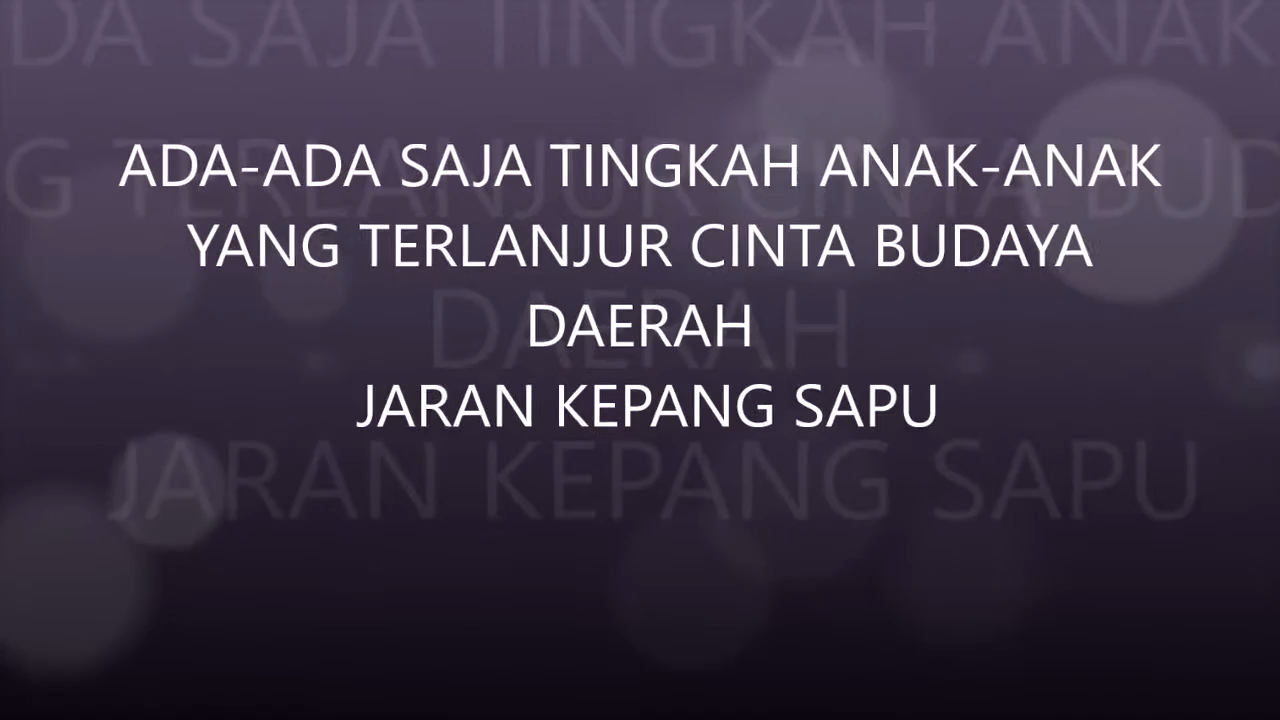 ADA-ADA SAJA TINGKAH ANAK-ANAK
YANG TERLANJUR CINTA BUDAYA
DAERAH
JARAN KEPANG SAPU